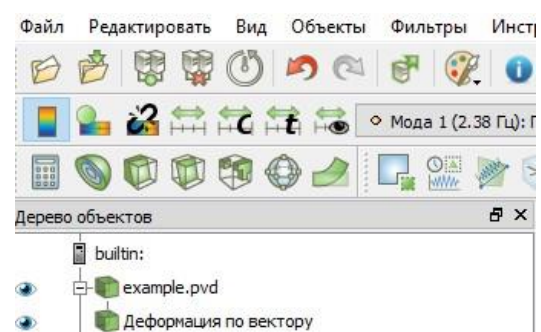 Файл Редактировать Вид Объекты Фильтры
C t Мода 1 (2.38 Гц):
Дерево объектов
builtin:
example.pvd
Деформация по вектору